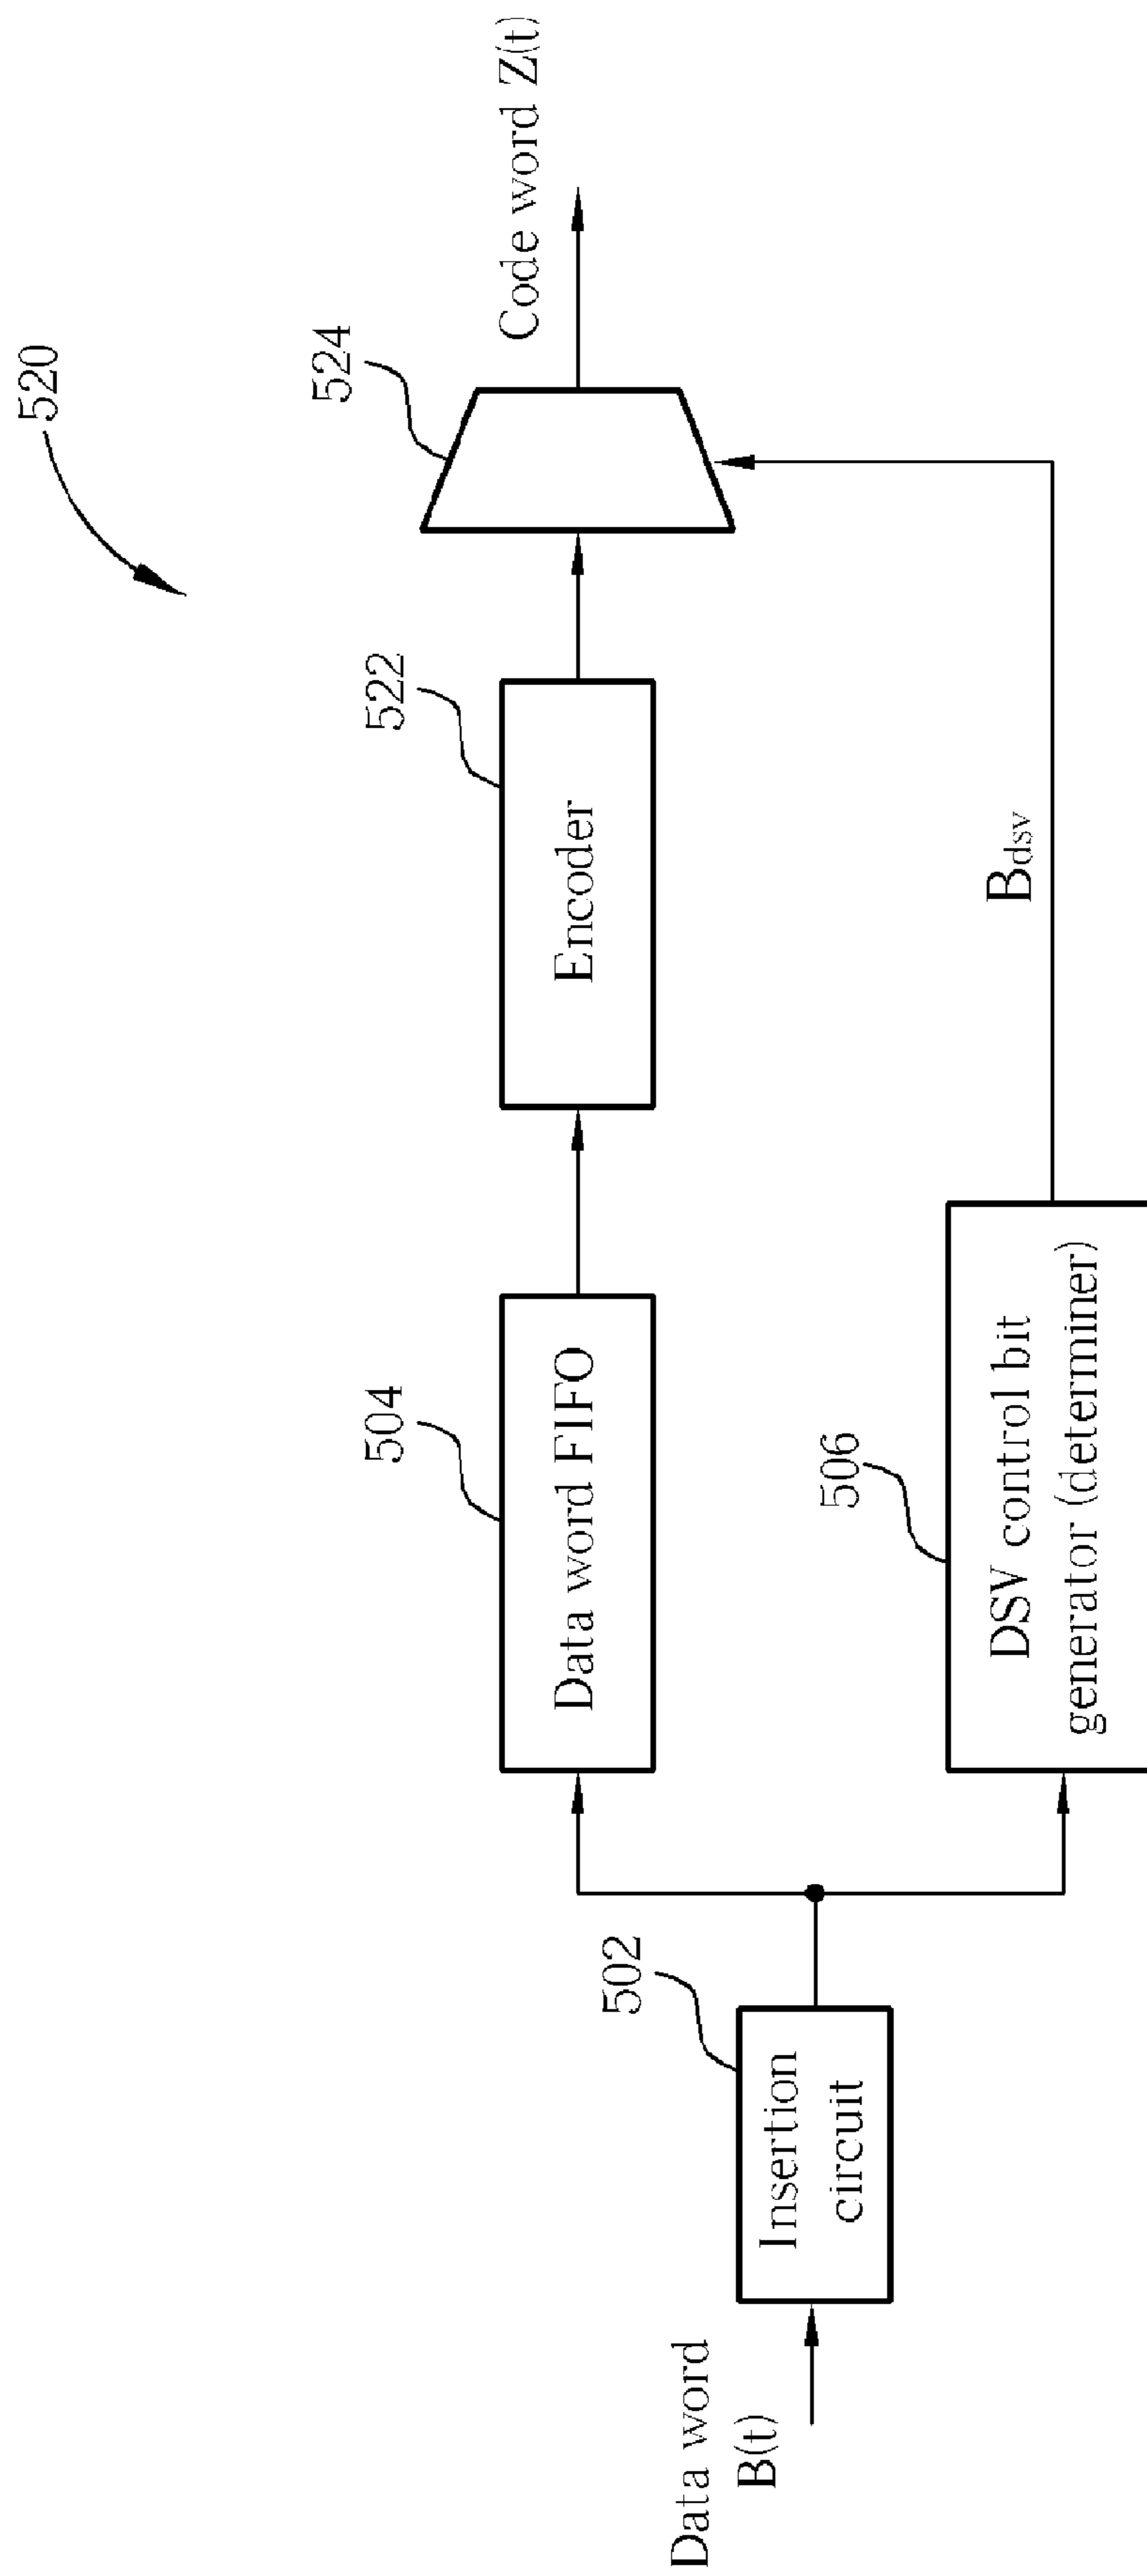 520
Data word
B(t)
502
Insertion
circuit
504
Data word FIFO
522
Encoder
524
Code word Z(t)
506
DSV control bit
generator (determiner)
Bdsv